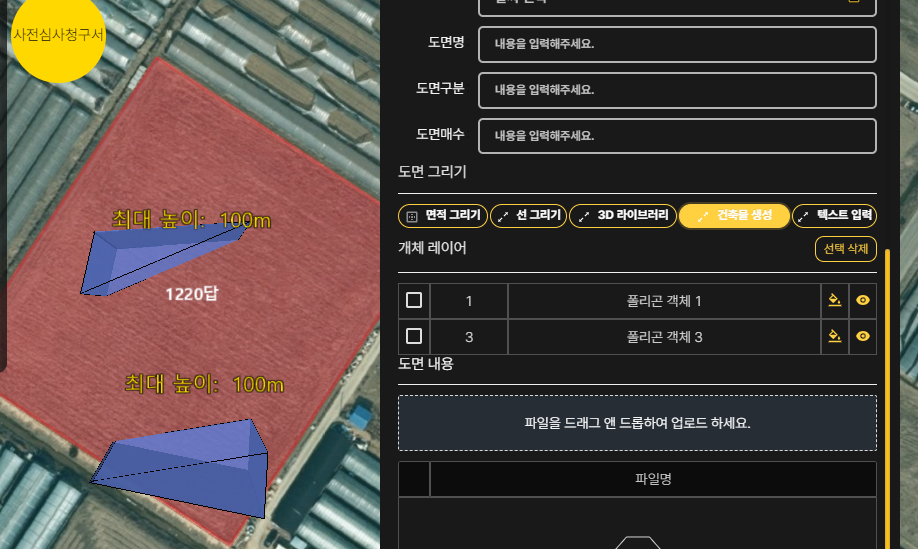 사전심사청구서
도면명
내용을 입력해주세요.
도면구분
내용을 입력해주세요.
도면매수
내용을 입력해주세요.
도면 그리기
면적 그리기
선 그리기
3D 라이브러리
건축물 생성
텍스트 입력
개체 레이어
선택 삭제
1
폴리곤 객체 1
3
폴리곤 객체 3
도면 내용
파일을 드래그 앤 드롭하여 업로드 하세요.
파일명
최대 높이: 100m
1220답
최대 높이: 100m